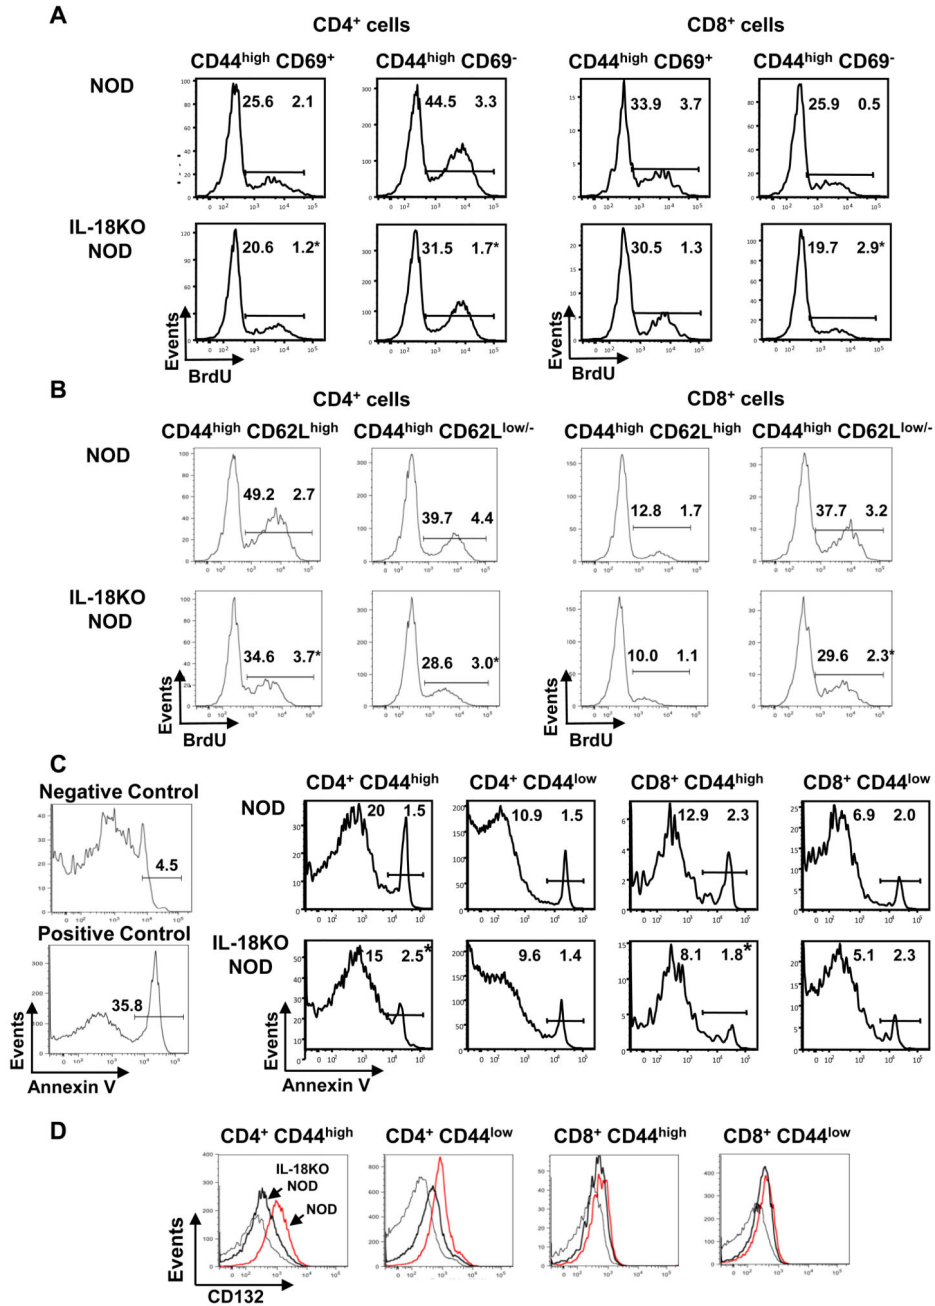 A
CD4+ cells CD8+ cells
CD44high CD69+ CD44high CD69- CD44high CD69+ CD44high CD69-
NOD
25.6 2.1 44.5 3.3 33.9 3.7 25.9 0.5
IL-18KO
NOD
20.6 1.2* 31.5 1.7* 30.5 1.3 19.7 2.9*
Events
BrdU
Events
BrdU
B
CD4+ cells CD8+ cells
CD44high CD62Lhigh CD44high CD62Llow/- CD44high CD62Lhigh CD44high CD62Llow/-
NOD
49.2 2.7 39.7 4.4 12.8 1.7 37.7 3.2
IL-18KO
NOD
34.6 3.7* 28.6 3.0* 10.0 1.1 29.6 2.3*
Events
BrdU
Events
BrdU
C
Negative Control
4.5
Positive Control
35.8
Events
Annexin V
CD4+ CD44high CD4+ CD44low CD8+ CD44high CD8+ CD44low
NOD
20 1.5 10.9 1.5 12.9 2.3 6.9 2.0
IL-18KO
NOD
15 2.5* 9.6 1.4 8.1 1.8* 5.1 2.3
Events
Annexin V
D
CD4+ CD44high CD4+ CD44low CD8+ CD44high CD8+ CD44low
IL-18KO
NOD
NOD
Events
CD132